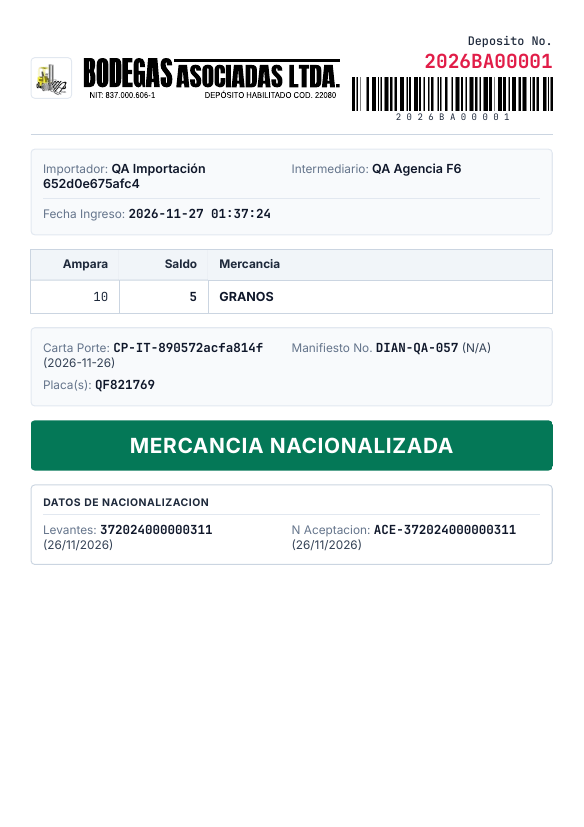 Deposito No.
2026BA00001
BODEGAS ASOCIADAS LTDA.
NIT: 837.000.606-1 DEPÓSITO HABILITADO COD. 22080
2026BA00001
Importador: QA Importación 652d0e675afc4
Intermediario: QA Agencia F6
Fecha Ingreso: 2026-11-27 01:37:24
Ampara Saldo Mercancia
10 5 GRANOS
Carta Porte: CP-IT-890572acfa814f (2026-11-26)
Manifiesto No. DIAN-QA-057 (N/A)
Placa(s): QF821769
MERCANCIA NACIONALIZADA
DATOS DE NACIONALIZACION
Levantes: 372024000000311 (26/11/2026)
N Aceptacion: ACE-372024000000311 (26/11/2026)